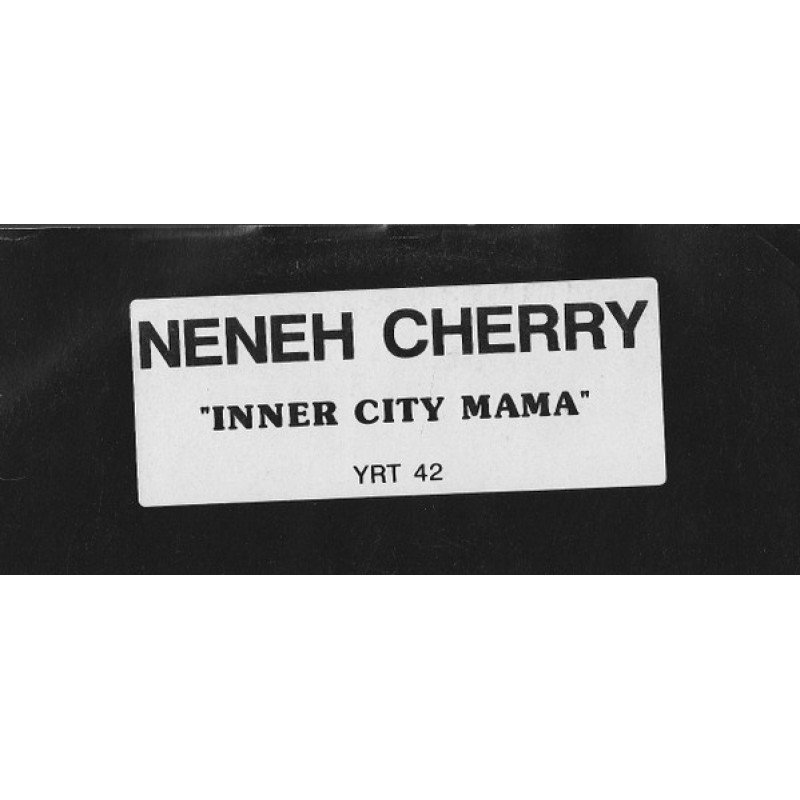 NENEH CHERRY
"INNER CITY MAMA"
YRT 42